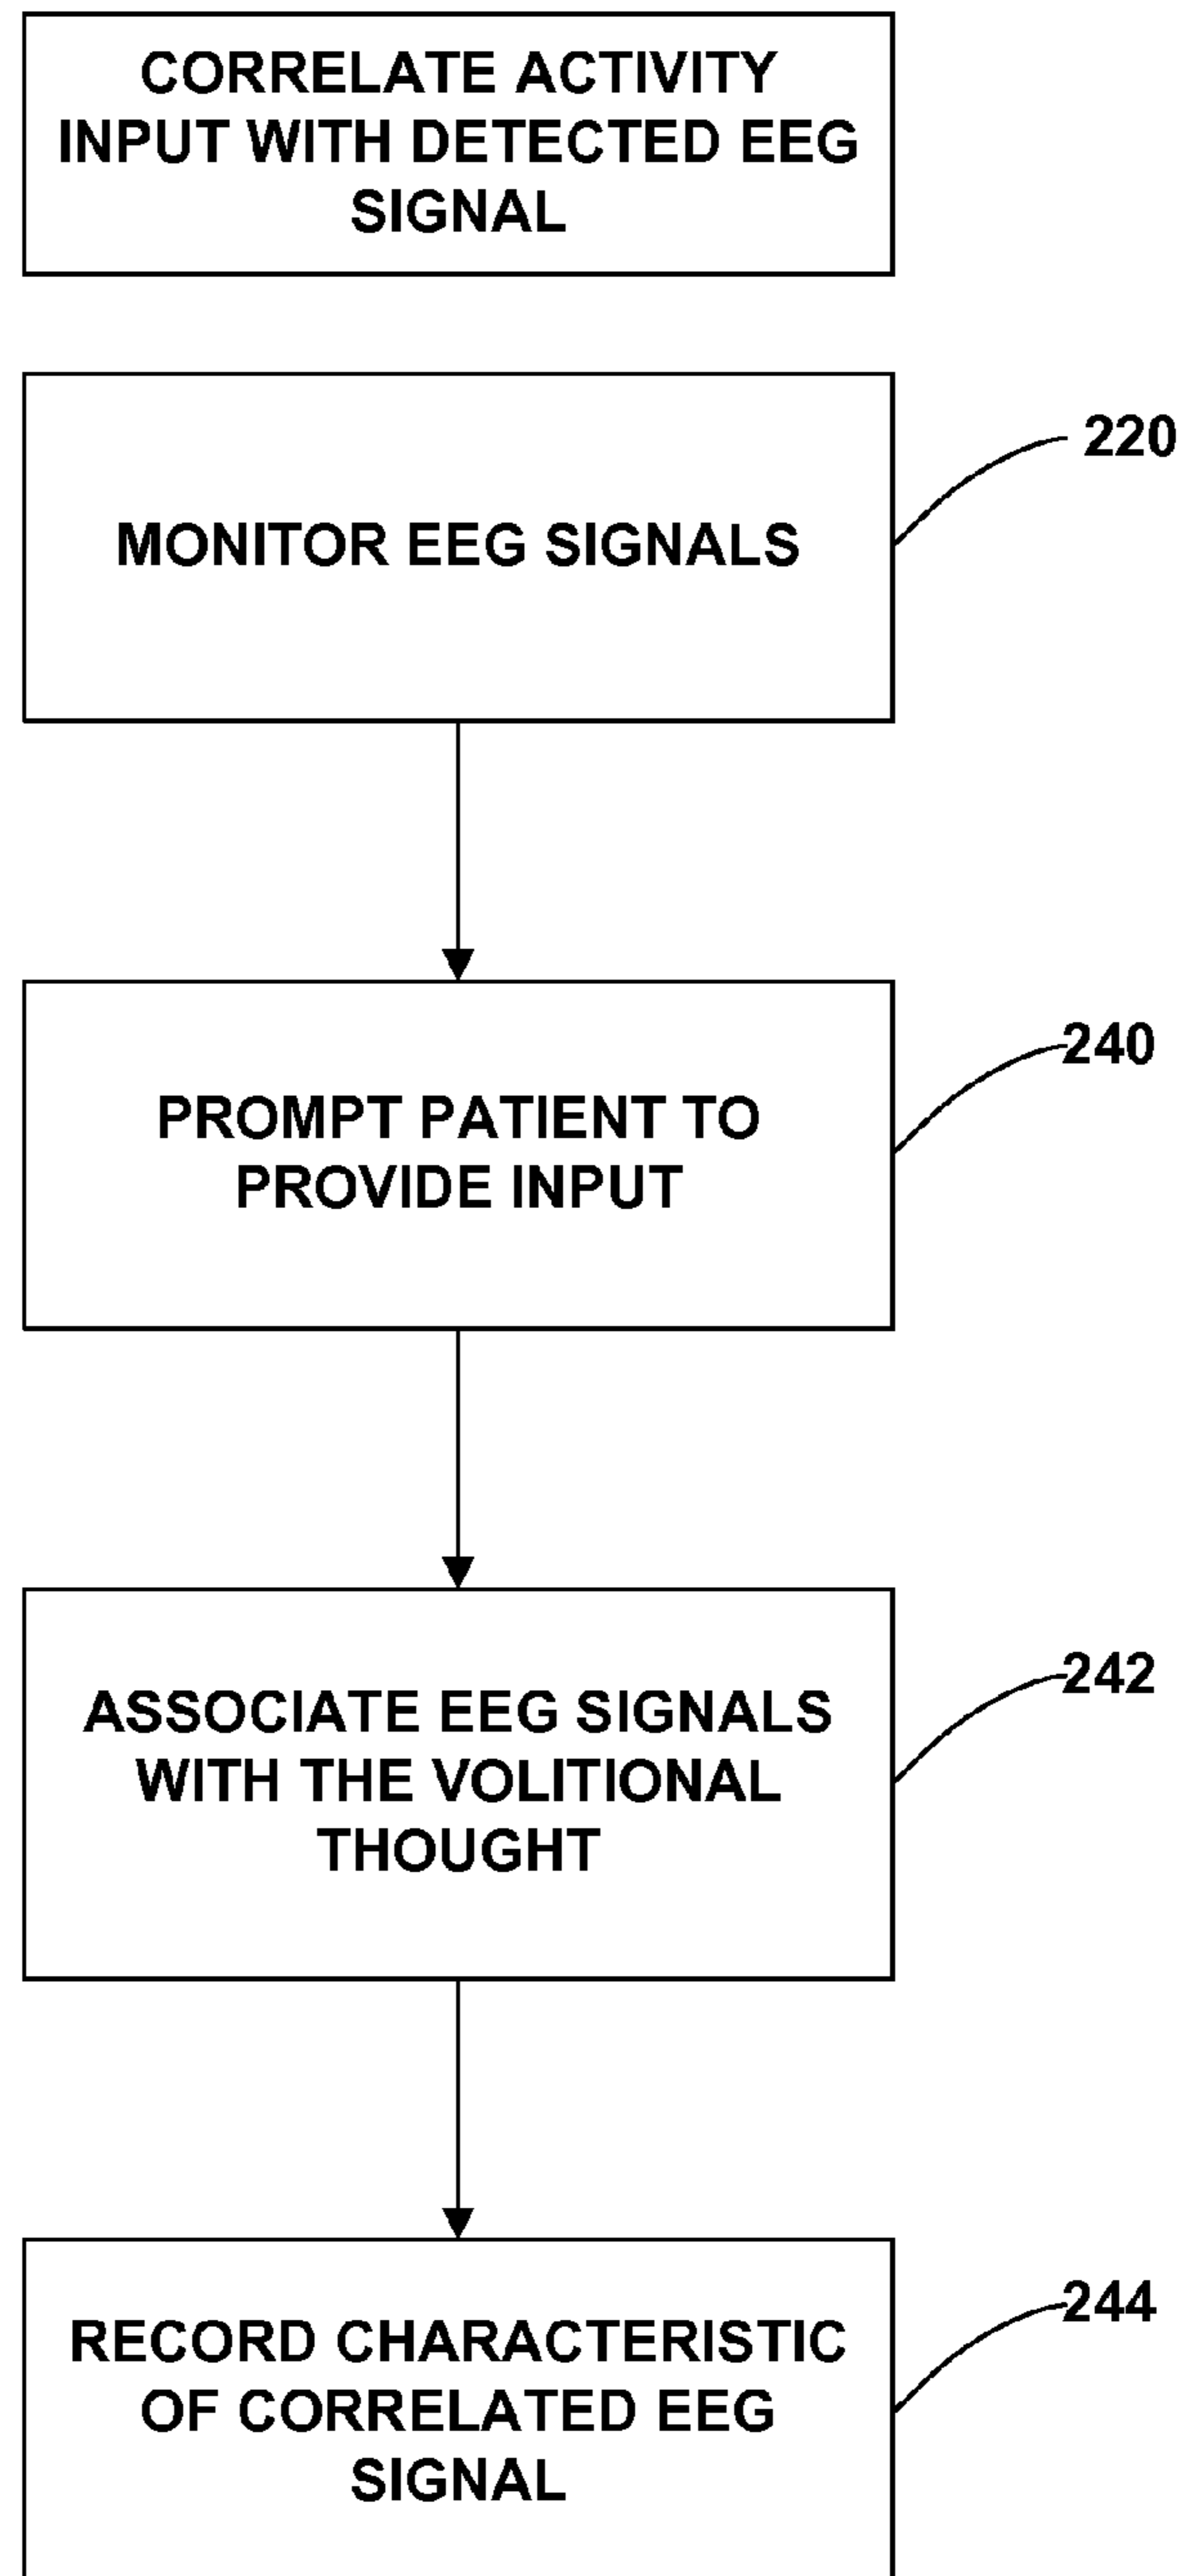 CORRELATE ACTIVITY
INPUT WITH DETECTED EEG
SIGNAL
220
MONITOR EEG SIGNALS
240
PROMPT PATIENT TO
PROVIDE INPUT
242
ASSOCIATE EEG SIGNALS
WITH THE VOLITIONAL
THOUGHT
244
RECORD CHARACTERISTIC
OF CORRELATED EEG
SIGNAL